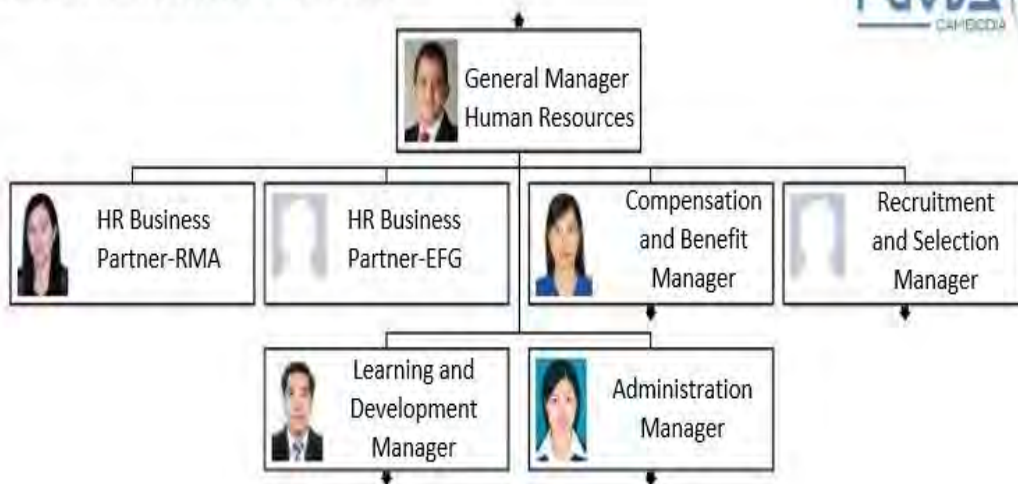 CAMBODIA
General Manager
Human Resources
HR Business
Partner-RMA
HR Business
Partner-EFG
Compensation
and Benefit
Manager
Recruitment
and Selection
Manager
Learning and
Development
Manager
Administration
Manager